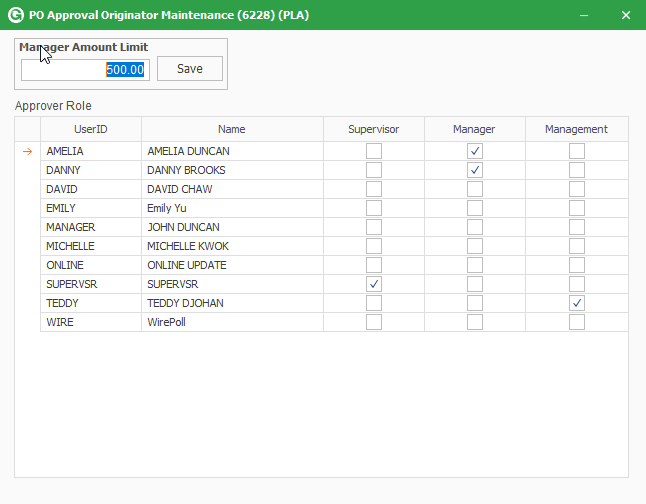 PO Approval Originator Maintenance (6228) (PLA)
Manager Amount Limit
500.00 Save
Approver Role
UserID Name Supervisor Manager Management
AMELIA AMELIA DUNCAN
DANNY DANNY BROOKS
DAVID DAVID CHAW
EMILY Emily Yu
MANAGER JOHN DUNCAN
MICHELLE MICHELLE KWOK
ONLINE ONLINE UPDATE
SUPERVSR SUPERVSR
TEDDY TEDDY DJOHAN
WIRE WirePoll